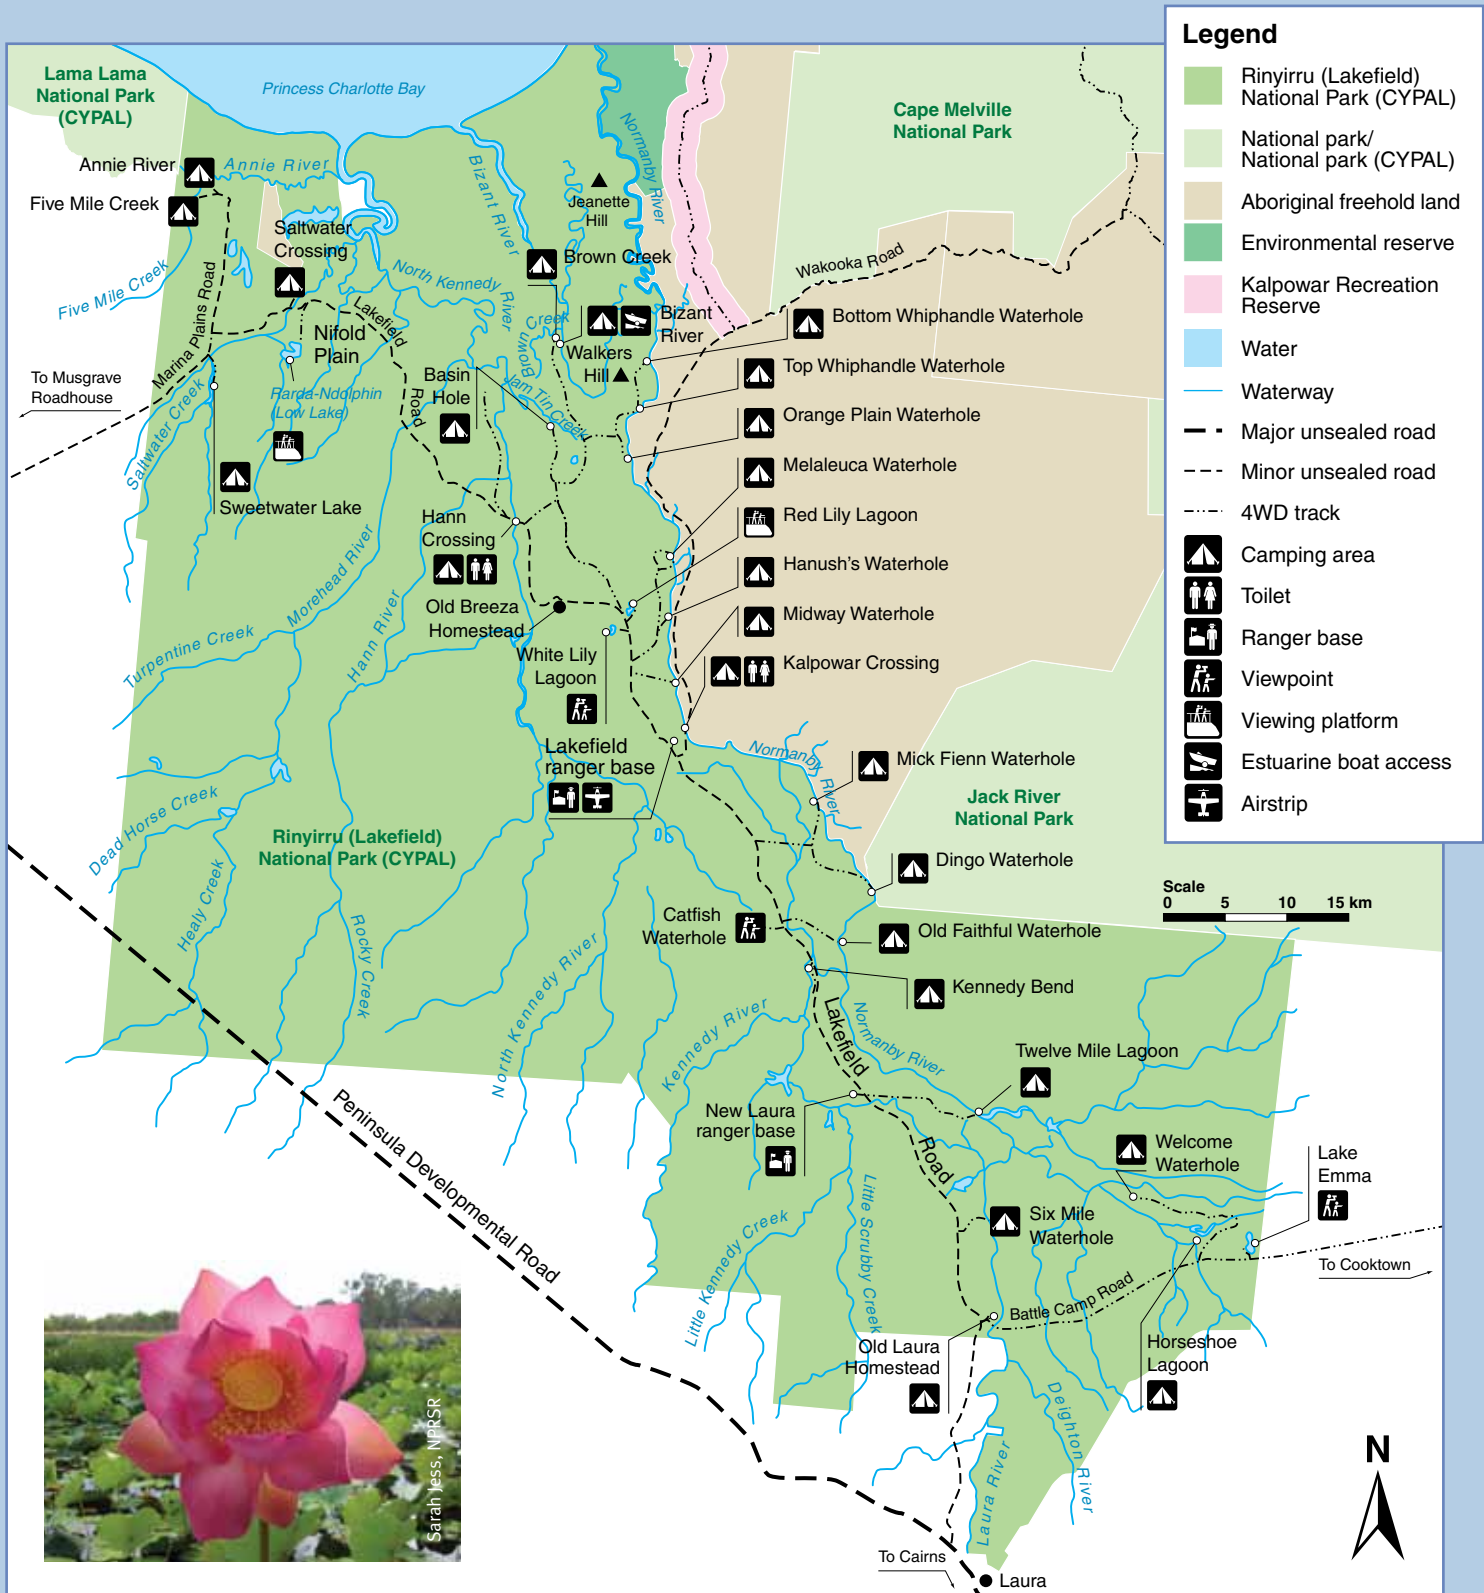 Legend
Rinyirru (Lakefield)
National Park (CYPAL)
National park/
National park (CYPAL)
Aboriginal freehold land
Environmental reserve
Kalpowar Recreation
Reserve
Water
Waterway
Major unsealed road
Minor unsealed road
4WD track
Camping area
Toilet
Ranger base
Viewpoint
Viewing platform
Estuarine boat access
Airstrip
Lama Lama
National Park
(CYPAL)
Princess Charlotte Bay
Cape Melville
National Park
Annie River
Annie River
Five Mile Creek
Five Mile Creek
Saltwater
Crossing
Bizant River
Normanby River
Jeanette
Hill
Brown Creek
North Kennedy River
Wakooka Road
Marina Plains Road
Lakefield
Road
Nifold
Plain
Brown Creek
Bizant
River
Walkers
Hill
Bottom Whiphandle Waterhole
Top Whiphandle Waterhole
To Musgrave
Roadhouse
Rarda-Ndolphin
(Low Lake)
Basin
Hole
Jam Tin Creek
Orange Plain Waterhole
Saltwater Creek
Sweetwater Lake
Melaleuca Waterhole
Hann
Crossing
Red Lily Lagoon
Hanush's Waterhole
Morehead River
Hann River
Old Breeza
Homestead
Midway Waterhole
Turpentine Creek
White Lily
Lagoon
Kalpowar Crossing
Lakefield
ranger base
Normanby River
Mick Fienn Waterhole
Jack River
National Park
Dead Horse Creek
Rinyirru (Lakefield)
National Park (CYPAL)
Dingo Waterhole
Scale
0 5 10 15 km
Healy Creek
Rocky Creek
North Kennedy River
Catfish
Waterhole
Old Faithful Waterhole
Kennedy Bend
Kennedy River
Lakefield
Road
Normanby River
Twelve Mile Lagoon
New Laura
ranger base
Welcome
Waterhole
Lake
Emma
Peninsula Developmental Road
Little Kennedy Creek
Little Scrubby Creek
Six Mile
Waterhole
To Cooktown
Battle Camp Road
Old Laura
Homestead
Horseshoe
Lagoon
Deighton River
Laura River
To Cairns
Laura
N
Sarah Jess, NPRSR